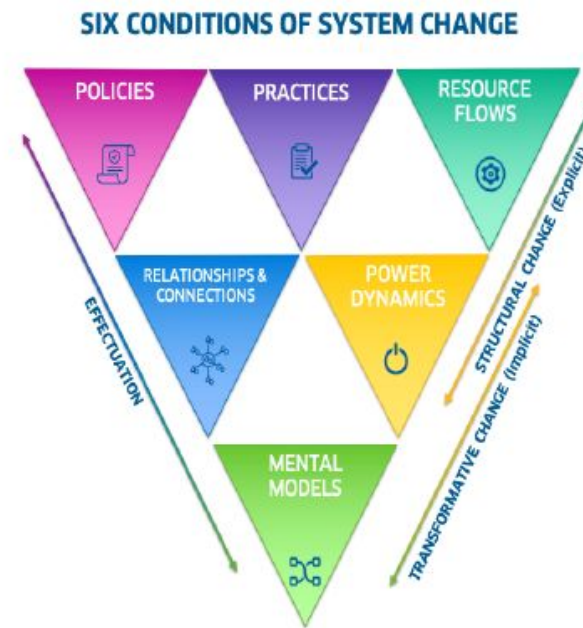 SIX CONDITIONS OF SYSTEM CHANGE
POLICIES
PRACTICES
RESOURCE
FLOWS
RELATIONSHIPS &
CONNECTIONS
POWER
DYNAMICS
MENTAL
MODELS
EFFECTUATION
STRUCTURAL CHANGE (Explicit)
TRANSFORMATIVE CHANGE (Implicit)